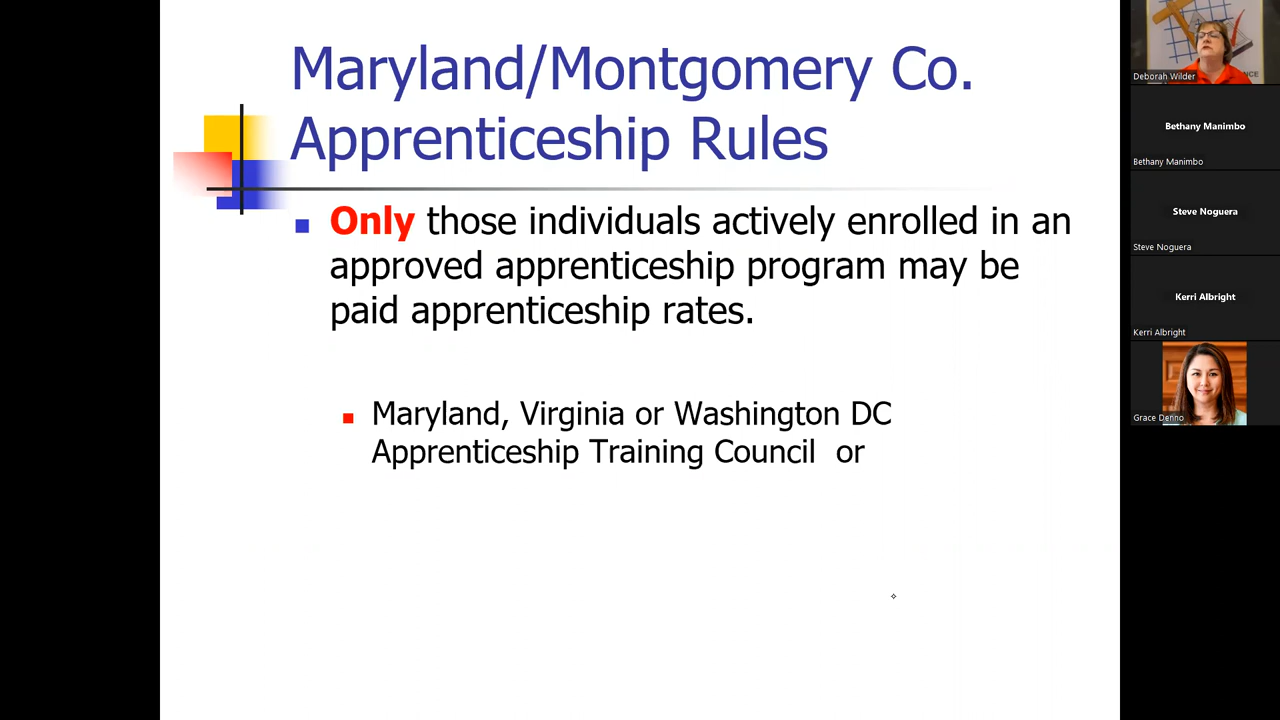 Maryland/Montgomery Co.
Apprenticeship Rules
Only those individuals actively enrolled in an
approved apprenticeship program may be
paid apprenticeship rates.
Maryland, Virginia or Washington DC
Apprenticeship Training Council or
Deborah Wilder
Bethany Manimbo
Bethany Manimbo
Steve Noguera
Steve Noguera
Kerri Albright
Kerri Albright
Grace Denno